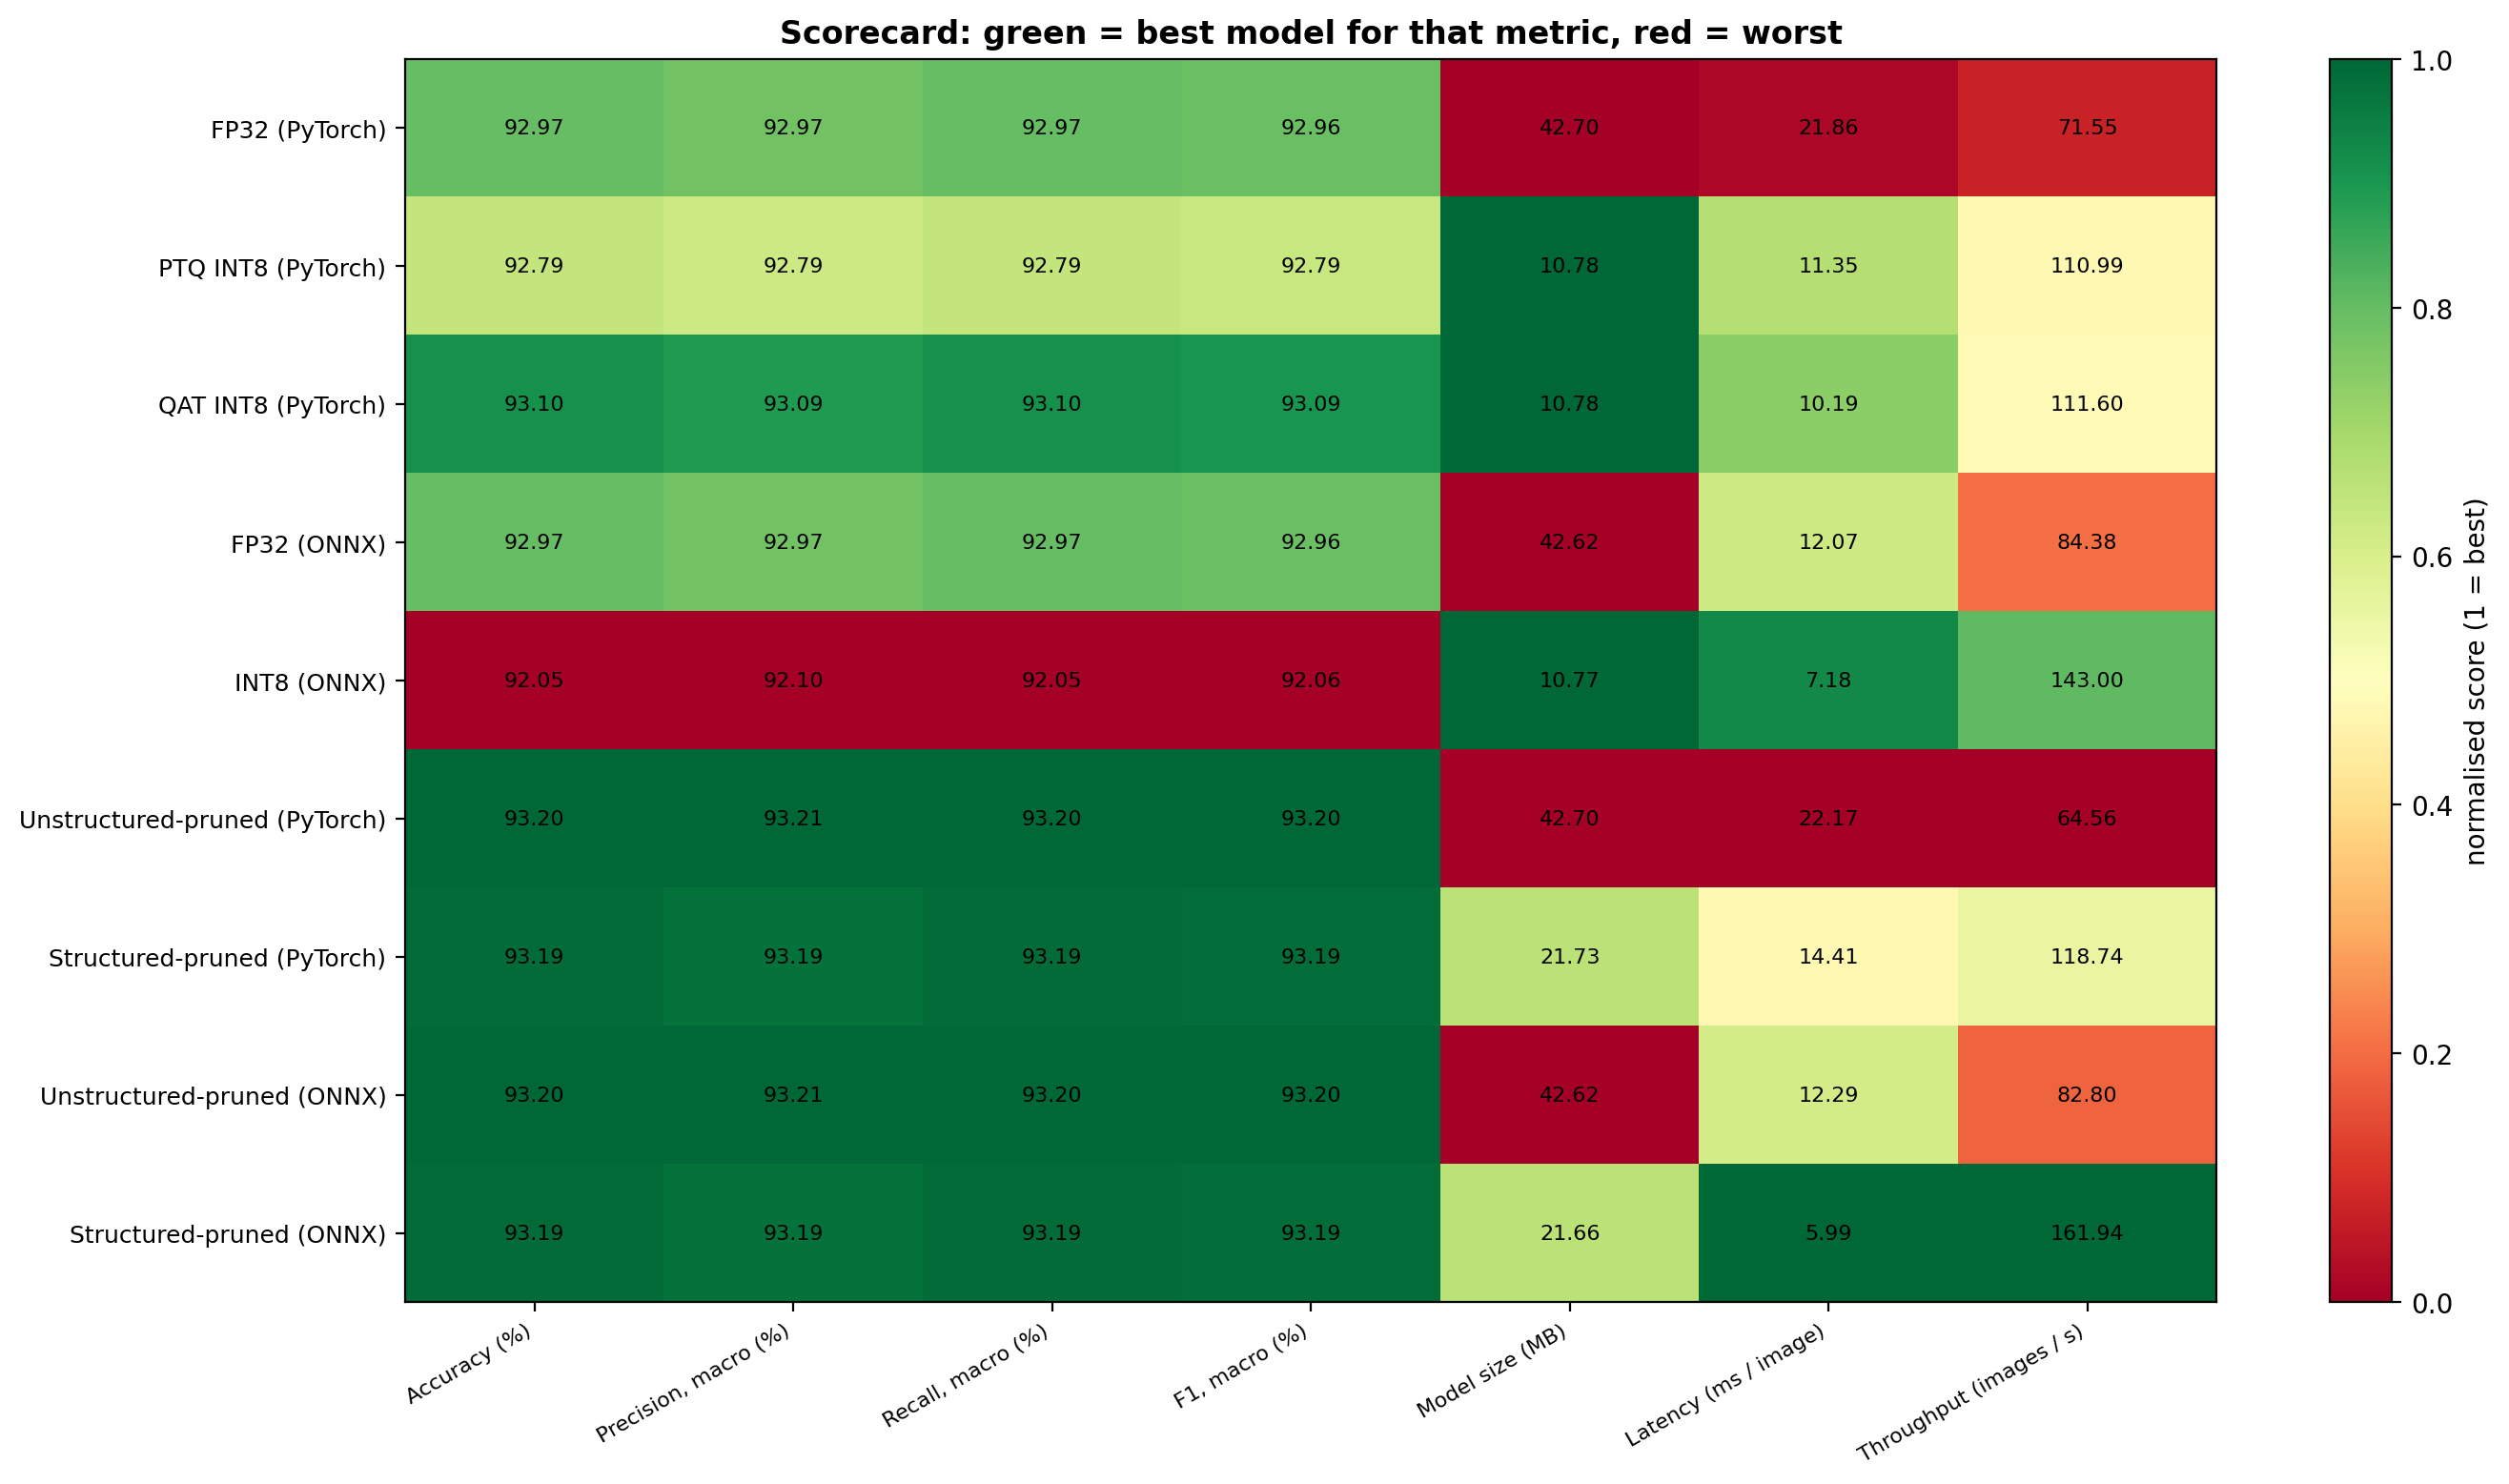 Scorecard: green = best model for that metric, red = worst
FP32 (PyTorch) 92.97 92.97 92.97 92.96 42.70 21.86 71.55
PTQ INT8 (PyTorch) 92.79 92.79 92.79 92.79 10.78 11.35 110.99
QAT INT8 (PyTorch) 93.10 93.09 93.10 93.09 10.78 10.19 111.60
FP32 (ONNX) 92.97 92.97 92.97 92.96 42.62 12.07 84.38
INT8 (ONNX) 92.05 92.10 92.05 92.06 10.77 7.18 143.00
Unstructured-pruned (PyTorch) 93.20 93.21 93.20 93.20 42.70 22.17 64.56
Structured-pruned (PyTorch) 93.19 93.19 93.19 93.19 21.73 14.41 118.74
Unstructured-pruned (ONNX) 93.20 93.21 93.20 93.20 42.62 12.29 82.80
Structured-pruned (ONNX) 93.19 93.19 93.19 93.19 21.66 5.99 161.94
Accuracy (%)
Precision, macro (%)
Recall, macro (%)
F1, macro (%)
Model size (MB)
Latency (ms / image)
Throughput (images / s)
1.0
0.8
0.6
0.4
0.2
0.0
normalised score (1 = best)